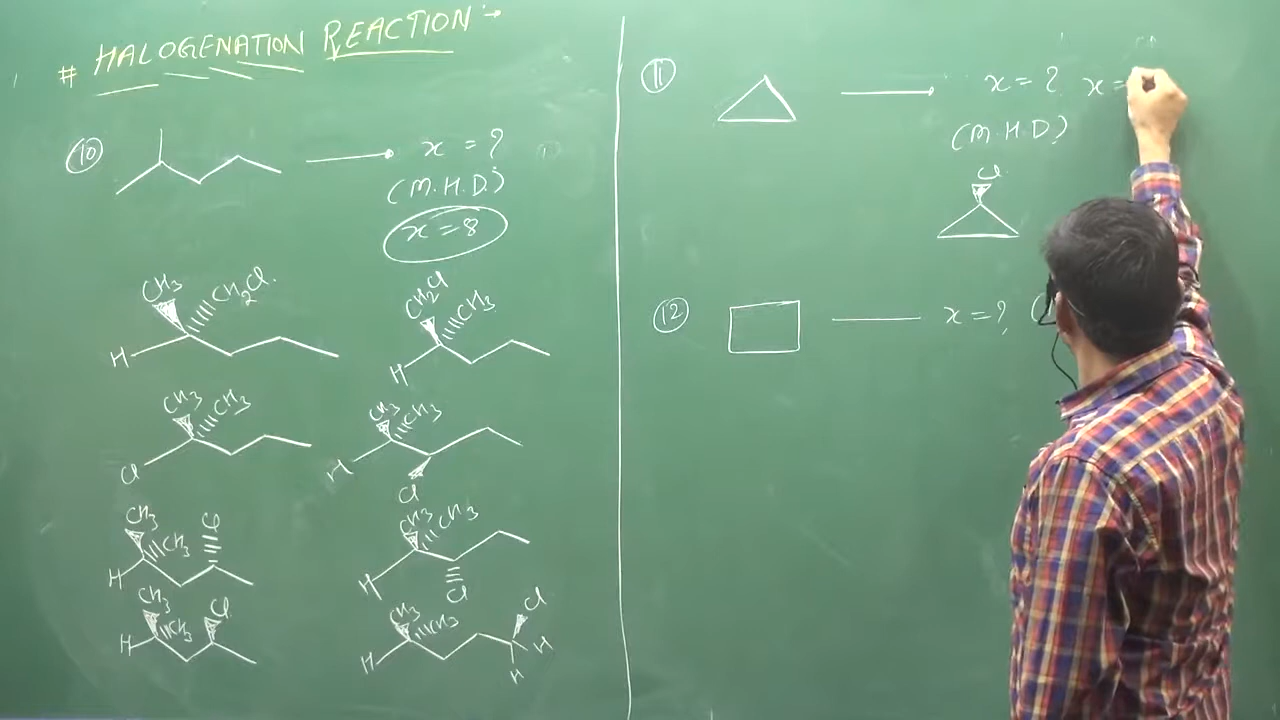 # HALOGENATION REACTION :-
10
x = ?
(M.H.D.)
x = 8
CH3
CH2Cl
H
CH2Cl
CH3
H
CH3
CH3
Cl
CH3
CH3
H
Cl
CH3
CH3
H
Cl
CH3
CH3
H
Cl
CH3
CH3
H
Cl
CH3
CH3
H
Cl
H
H
11
x = ? x =
(M.H.D.)
Cl
12
x = ? (